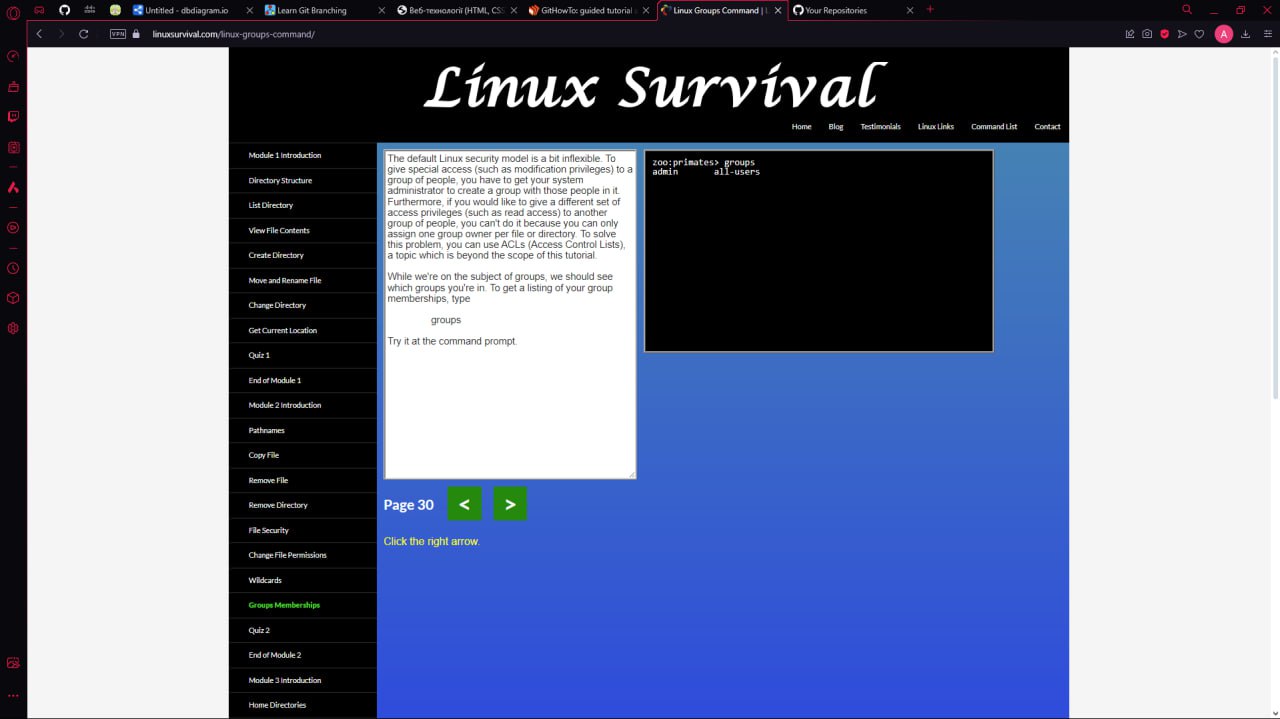 Untitled - dbdiagram.io
Learn Git Branching
Веб-технології (HTML, CSS
GitHowTo: guided tutorial a
Linux Groups Command | L
Your Repositories
VPN
linuxsurvival.com/linux-groups-command/
A
Linux Survival
Home
Blog
Testimonials
Linux Links
Command List
Contact
Module 1 Introduction
Directory Structure
List Directory
View File Contents
Create Directory
Move and Rename File
Change Directory
Get Current Location
Quiz 1
End of Module 1
Module 2 Introduction
Pathnames
Copy File
Remove File
Remove Directory
File Security
Change File Permissions
Wildcards
Groups Memberships
Quiz 2
End of Module 2
Module 3 Introduction
Home Directories
The default Linux security model is a bit inflexible. To
give special access (such as modification privileges) to a
group of people, you have to get your system
administrator to create a group with those people in it.
Furthermore, if you would like to give a different set of
access privileges (such as read access) to another
group of people, you can't do it because you can only
assign one group owner per file or directory. To solve
this problem, you can use ACLs (Access Control Lists),
a topic which is beyond the scope of this tutorial.
While we're on the subject of groups, we should see
which groups you're in. To get a listing of your group
memberships, type
groups
Try it at the command prompt.
zoo:primates> groups
admin all-users
Page 30
<
>
Click the right arrow.